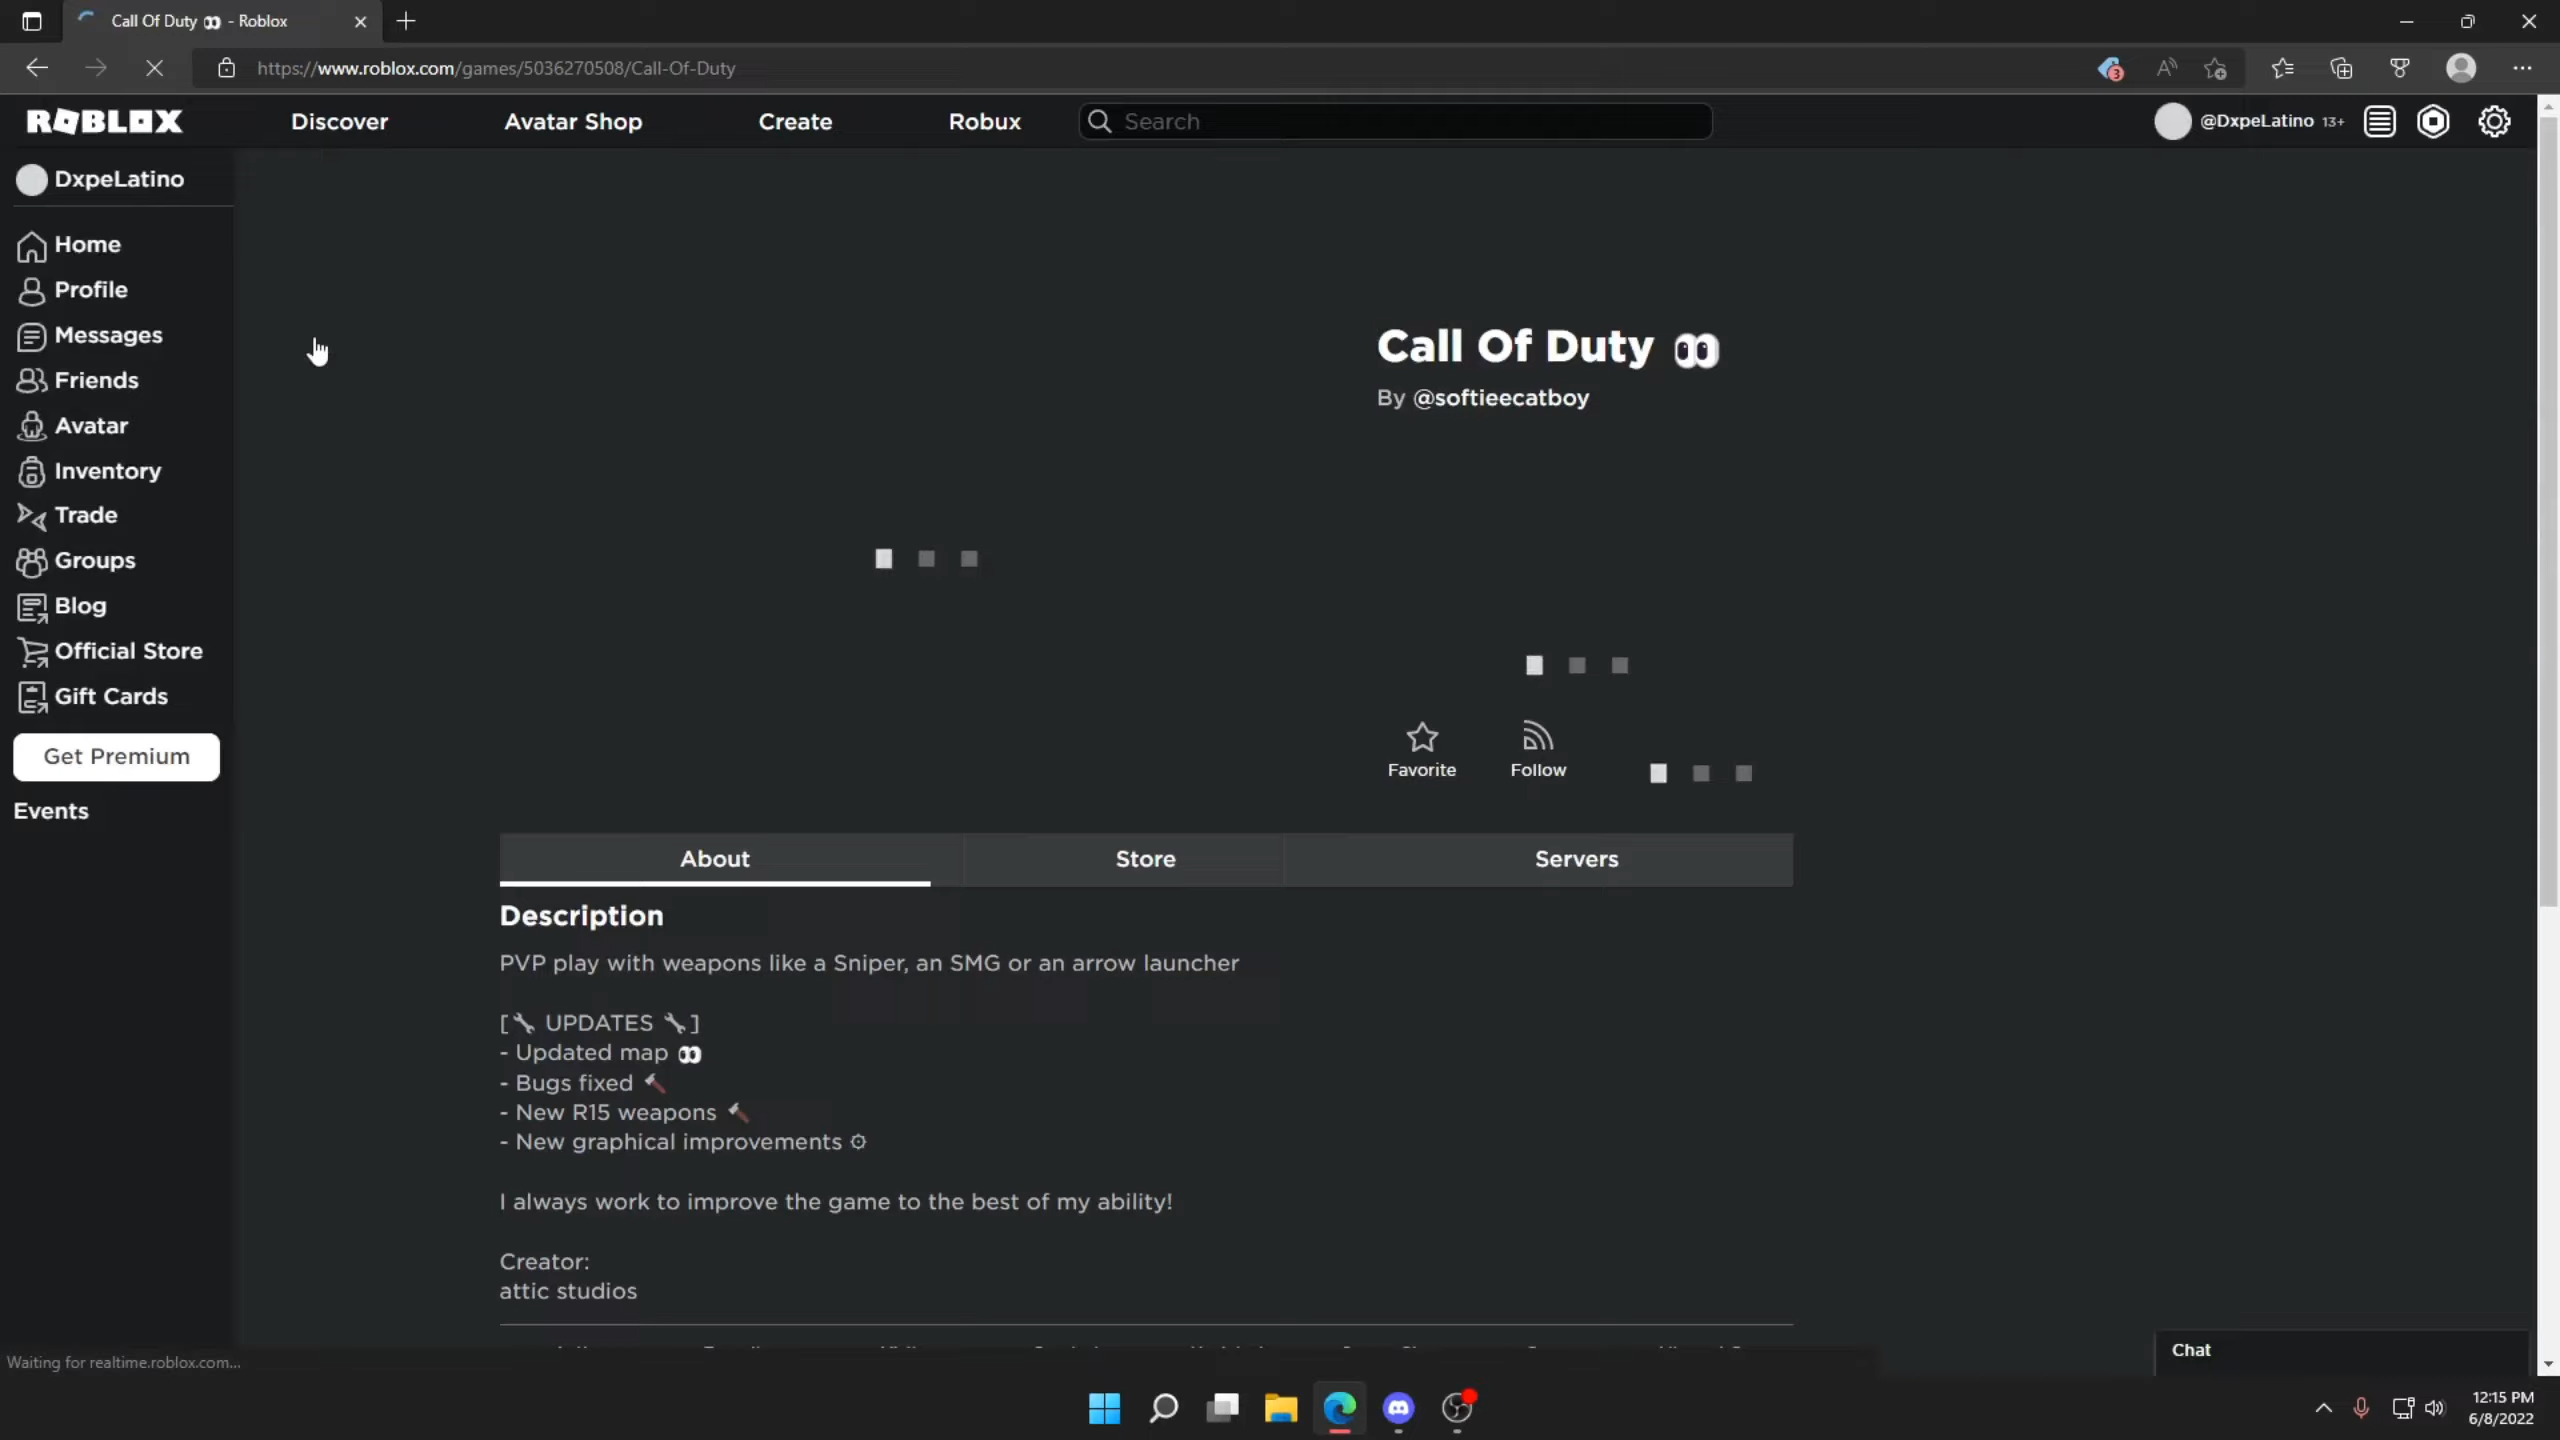 Call Of Duty 👀 - Roblox
https://www.roblox.com/games/5036270508/Call-Of-Duty
3
ROBLOX
Discover
Avatar Shop
Create
Robux
Search
@DxpeLatino 13+
DxpeLatino
Home
Profile
Messages
Friends
Avatar
Inventory
Trade
Groups
Blog
Official Store
Gift Cards
Get Premium
Events
Call Of Duty 👀
By @softieecatboy
Favorite
Follow
About
Store
Servers
Description
PVP play with weapons like a Sniper, an SMG or an arrow launcher
[🔧 UPDATES 🔧]
- Updated map 👀
- Bugs fixed 🔨
- New R15 weapons 🔨
- New graphical improvements ⚙
I always work to improve the game to the best of my ability!
Creator:
attic studios
Waiting for realtime.roblox.com...
Chat
12:15 PM
6/8/2022